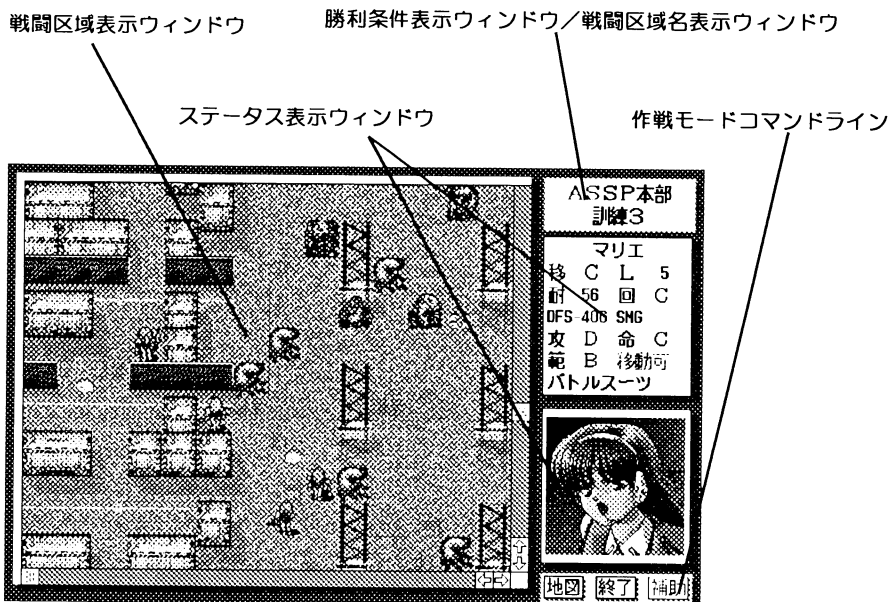 戦闘区域表示ウィンドウ
勝利条件表示ウィンドウ／戦闘区域名表示ウィンドウ
ステータス表示ウィンドウ
作戦モードコマンドライン
ASSP本部
訓練3
マリエ
移 C L 5
耐 56 回 C
DFS-406 SMG
攻 D 命 C
範 B 移動可
バトルスーツ
地図 終了 補助